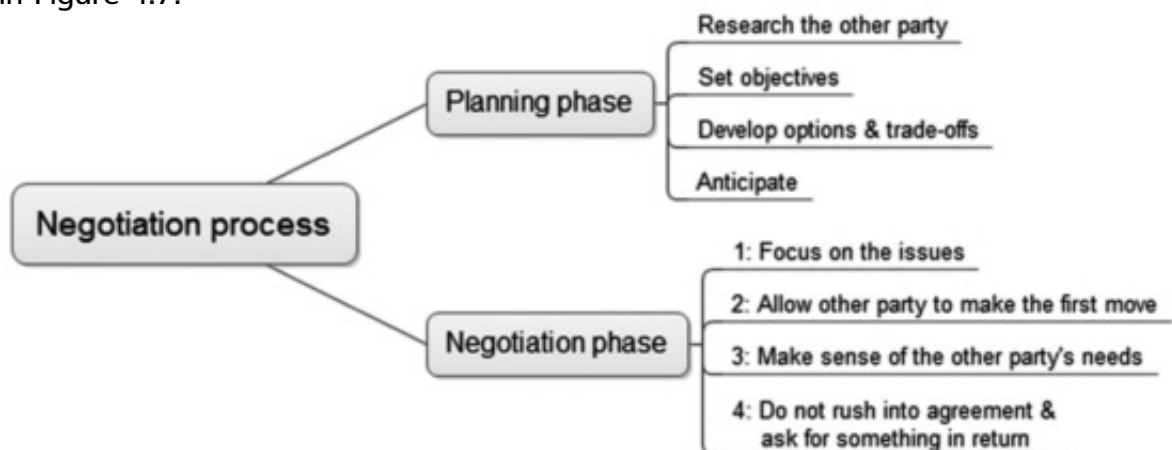 in Figure 4.7.
Negotiation process
Planning phase
Research the other party
Set objectives
Develop options & trade-offs
Anticipate
Negotiation phase
1: Focus on the issues
2: Allow other party to make the first move
3: Make sense of the other party's needs
4: Do not rush into agreement &
ask for something in return